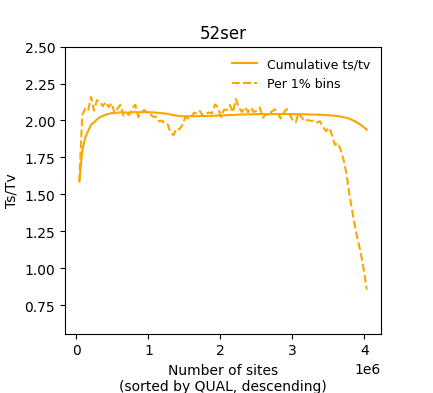 52ser
2.50
2.25
2.00
1.75
1.50
1.25
1.00
0.75
Ts/Tv
Cumulative ts/tv
Per 1% bins
0 1 2 3 4
1e6
Number of sites
(sorted by QUAL, descending)